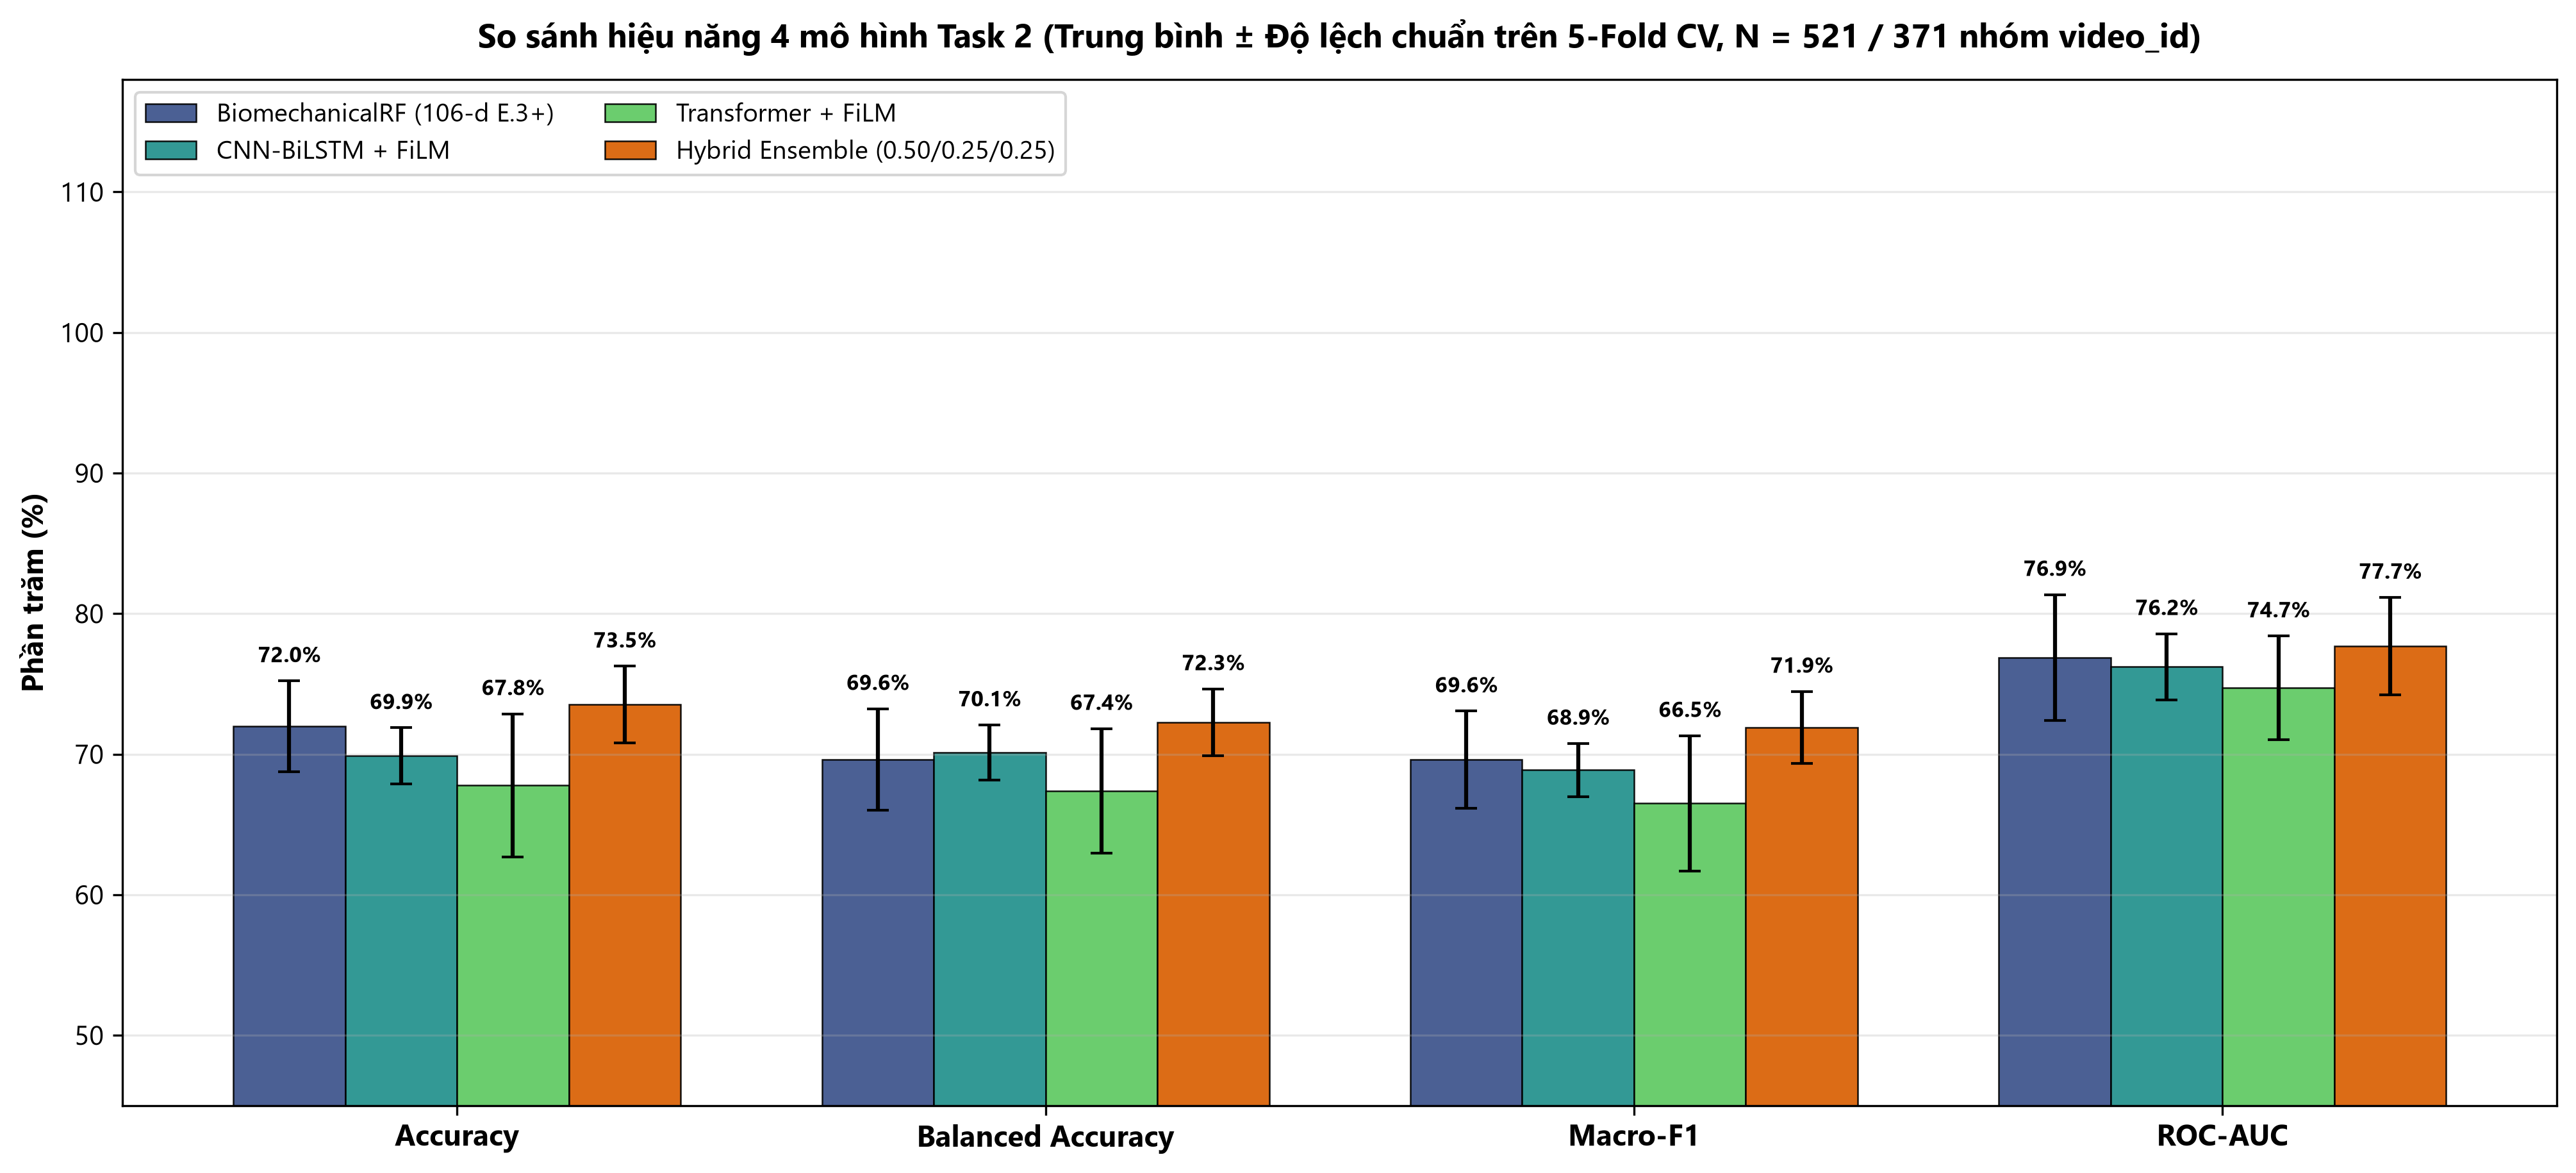 So sánh hiệu năng 4 mô hình Task 2 (Trung bình ± Độ lệch chuẩn trên 5-Fold CV, N = 521 / 371 nhóm video_id)
BiomechanicalRF (106-d E.3+)
CNN-BiLSTM + FiLM
Transformer + FiLM
Hybrid Ensemble (0.50/0.25/0.25)
Phần trăm (%)
110
100
90
80
70
60
50
72.0%
69.9%
67.8%
73.5%
69.6%
70.1%
67.4%
72.3%
69.6%
68.9%
66.5%
71.9%
76.9%
76.2%
74.7%
77.7%
Accuracy
Balanced Accuracy
Macro-F1
ROC-AUC